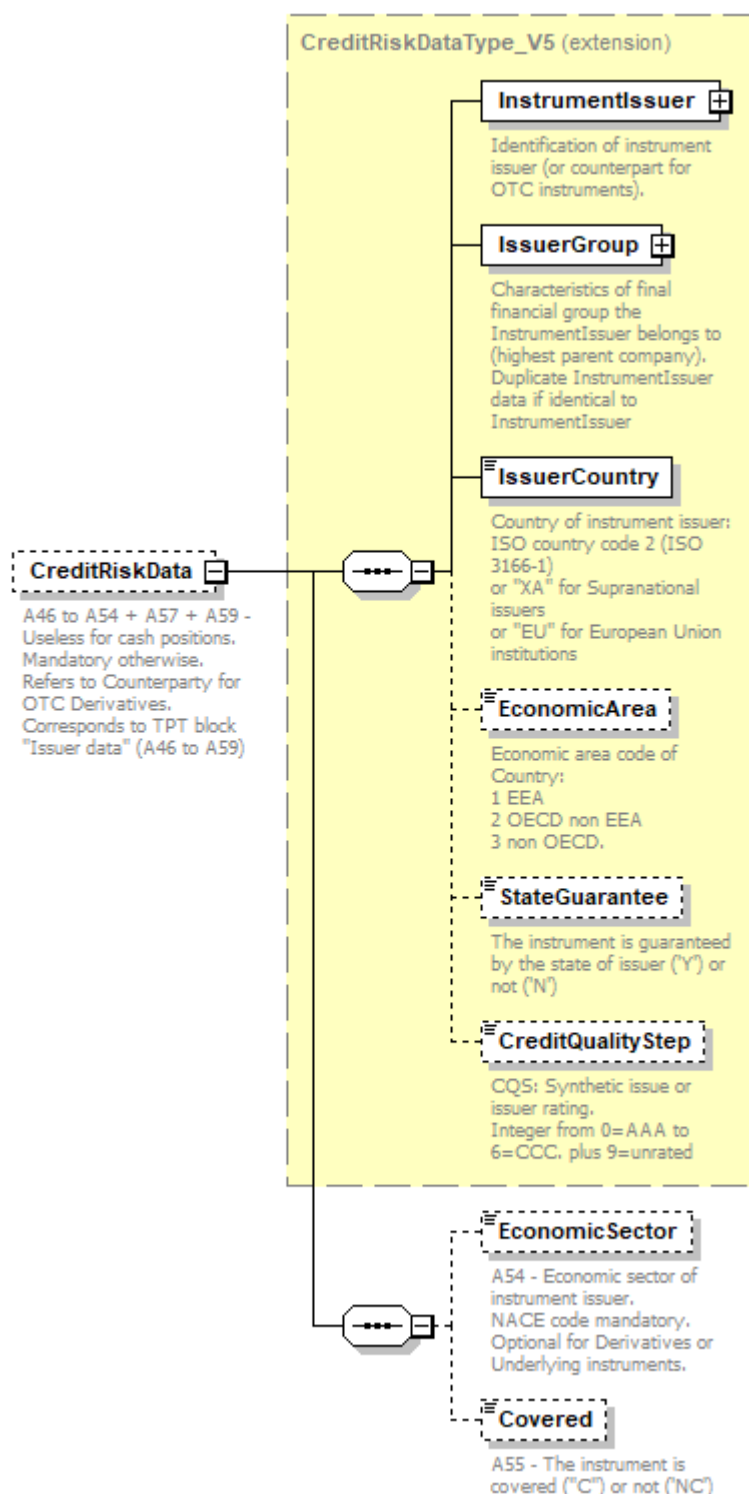 CreditRiskDataType_V5 (extension)
InstrumentIssuer
Identification of instrument
issuer (or counterpart for
OTC instruments).
IssuerGroup
Characteristics of final
financial group the
InstrumentIssuer belongs to
(highest parent company).
Duplicate InstrumentIssuer
data if identical to
InstrumentIssuer
IssuerCountry
Country of instrument issuer:
ISO country code 2 (ISO
3166-1)
or "XA" for Supranational
issuers
or "EU" for European Union
institutions
CreditRiskData
A46 to A54 + A57 + A59 -
Useless for cash positions.
Mandatory otherwise.
Refers to Counterparty for
OTC Derivatives.
Corresponds to TPT block
"Issuer data" (A46 to A59)
EconomicArea
Economic area code of
Country:
1 EEA
2 OECD non EEA
3 non OECD.
StateGuarantee
The instrument is guaranteed
by the state of issuer ('Y') or
not ('N')
CreditQualityStep
CQS: Synthetic issue or
issuer rating.
Integer from 0=AAA to
6=CCC. plus 9=unrated
EconomicSector
A54 - Economic sector of
instrument issuer.
NACE code mandatory.
Optional for Derivatives or
Underlying instruments.
Covered
A55 - The instrument is
covered ("C") or not ('NC')